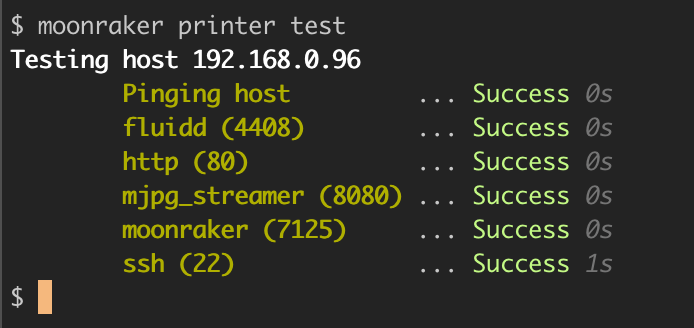 $ moonraker printer test
Testing host 192.168.0.96
Pinging host ... Success 0s
fluidd (4408) ... Success 0s
http (80) ... Success 0s
mjpg_streamer (8080) ... Success 0s
moonraker (7125) ... Success 0s
ssh (22) ... Success 1s
$